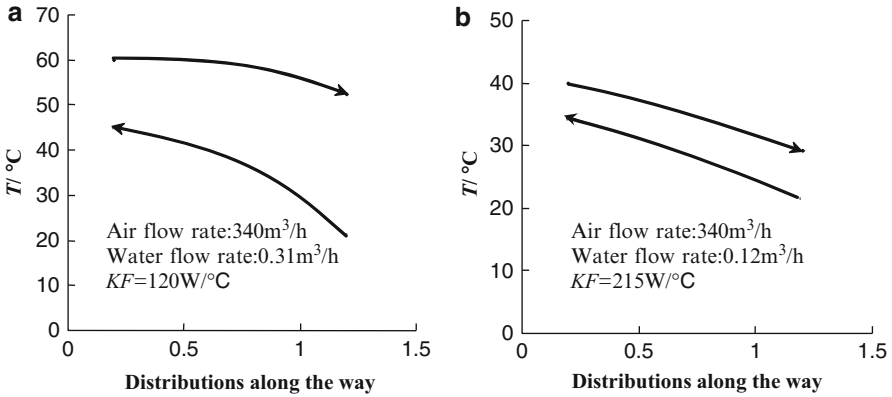 a
70
60
50
40
30
20
10
0
T/ °C
0
0.5
1
1.5
Air flow rate:340m³/h
Water flow rate:0.31m³/h
KF=120W/°C
Distributions along the way
b
50
40
30
20
10
0
T/ °C
0
0.5
1
1.5
Air flow rate:340m³/h
Water flow rate:0.12m³/h
KF=215W/°C
Distributions along the way